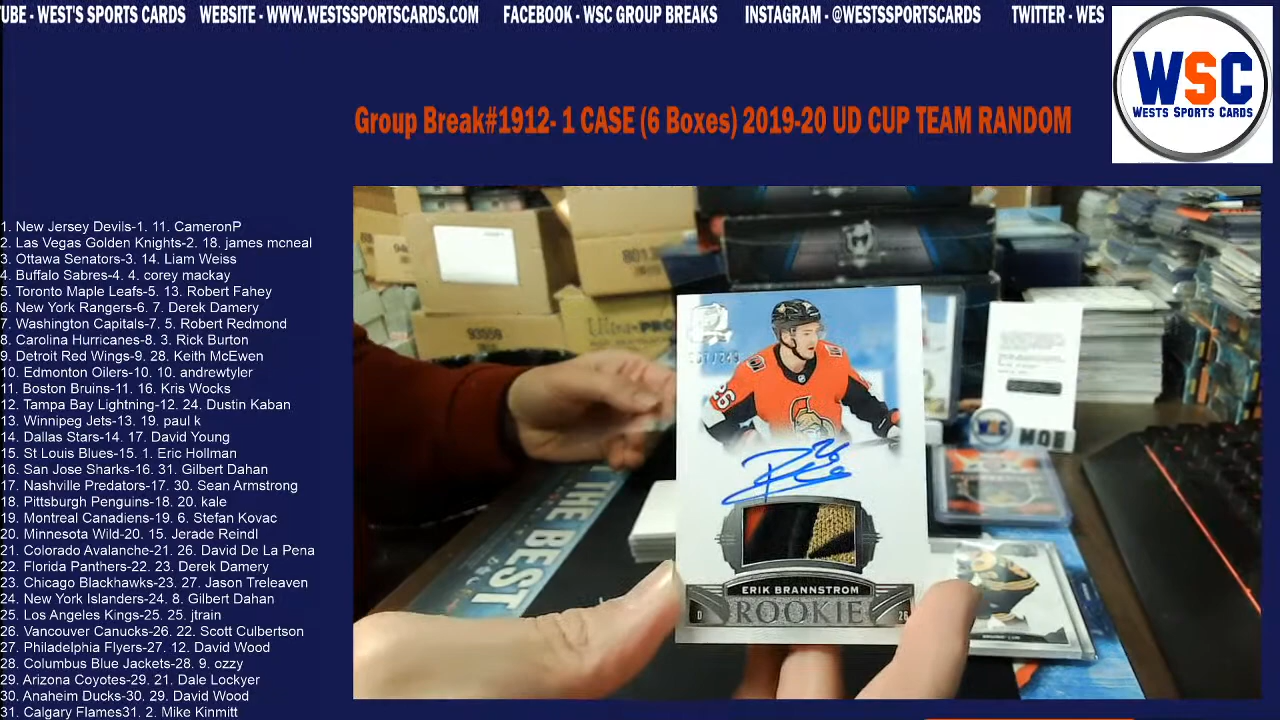 TUBE - WEST'S SPORTS CARDS WEBSITE - WWW.WESTSSPORTSCARDS.COM FACEBOOK - WSC GROUP BREAKS INSTAGRAM - @WESTSSPORTSCARDS TWITTER - WES
WSC
WESTS SPORTS CARDS
Group Break#1912- 1 CASE (6 Boxes) 2019-20 UD CUP TEAM RANDOM
1. New Jersey Devils-1. 11. CameronP
2. Las Vegas Golden Knights-2. 18. james mcneal
3. Ottawa Senators-3. 14. Liam Weiss
4. Buffalo Sabres-4. 4. corey mackay
5. Toronto Maple Leafs-5. 13. Robert Fahey
6. New York Rangers-6. 7. Derek Damery
7. Washington Capitals-7. 5. Robert Redmond
8. Carolina Hurricanes-8. 3. Rick Burton
9. Detroit Red Wings-9. 28. Keith McEwen
10. Edmonton Oilers-10. 10. andrewtyler
11. Boston Bruins-11. 16. Kris Wocks
12. Tampa Bay Lightning-12. 24. Dustin Kaban
13. Winnipeg Jets-13. 19. paul k
14. Dallas Stars-14. 17. David Young
15. St Louis Blues-15. 1. Eric Hollman
16. San Jose Sharks-16. 31. Gilbert Dahan
17. Nashville Predators-17. 30. Sean Armstrong
18. Pittsburgh Penguins-18. 20. kale
19. Montreal Canadiens-19. 6. Stefan Kovac
20. Minnesota Wild-20. 15. Jerade Reindl
21. Colorado Avalanche-21. 26. David De La Pena
22. Florida Panthers-22. 23. Derek Damery
23. Chicago Blackhawks-23. 27. Jason Treleaven
24. New York Islanders-24. 8. Gilbert Dahan
25. Los Angeles Kings-25. 25. jtrain
26. Vancouver Canucks-26. 22. Scott Culbertson
27. Philadelphia Flyers-27. 12. David Wood
28. Columbus Blue Jackets-28. 9. ozzy
29. Arizona Coyotes-29. 21. Dale Lockyer
30. Anaheim Ducks-30. 29. David Wood
31. Calgary Flames31. 2. Mike Kinmitt
THE BEST
26
ERIK BRANNSTROM
D ROOKIE 26
WSC
MOB